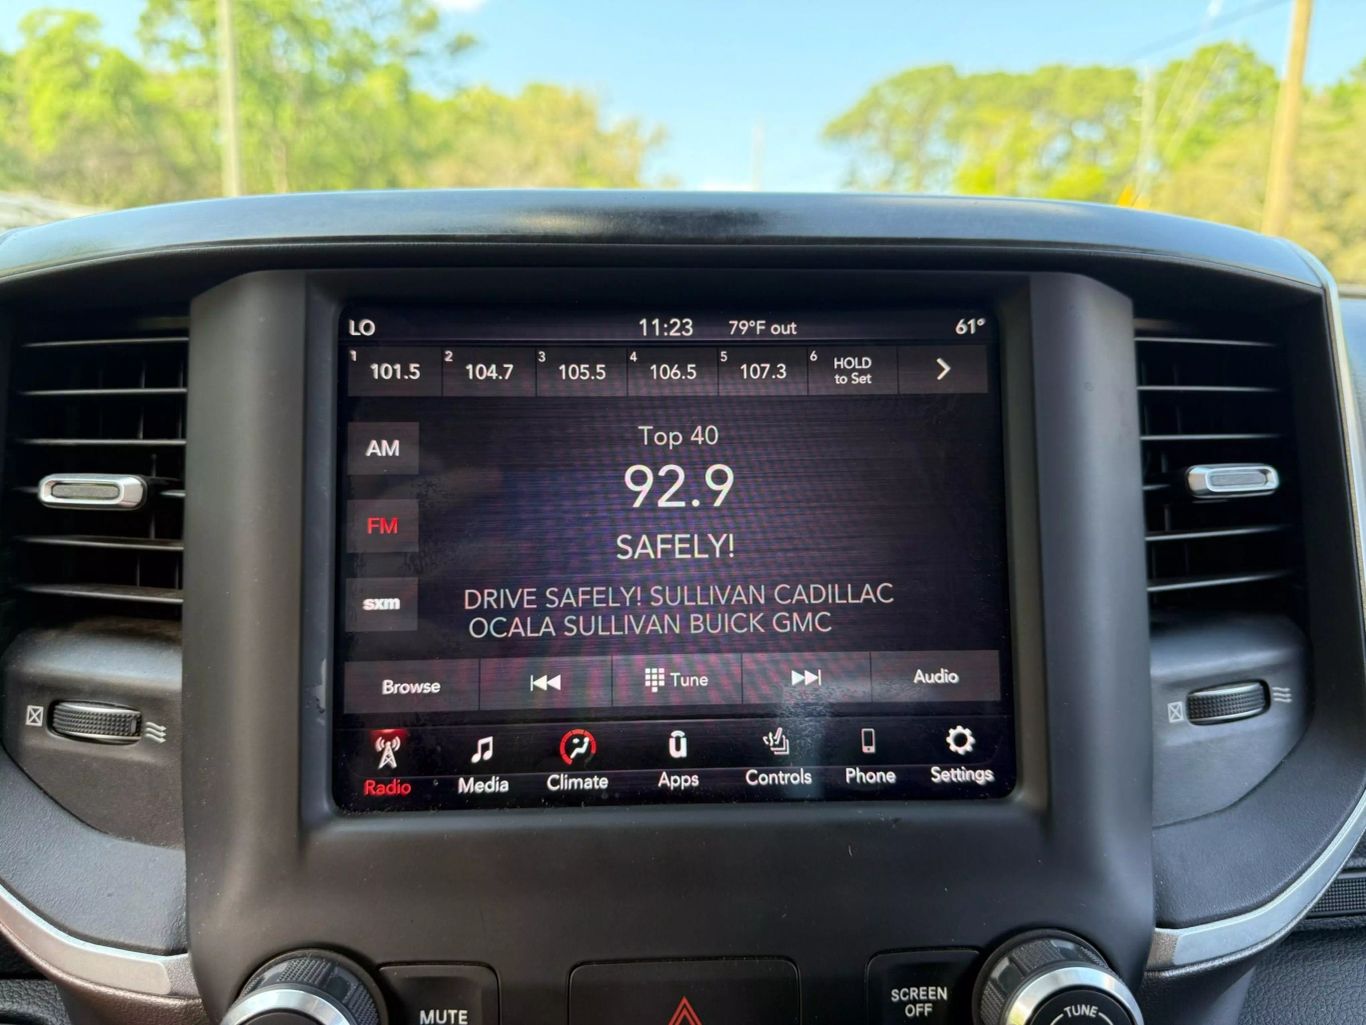 LO 11:23 79°F out 61°
1 101.5 2 104.7 3 105.5 4 106.5 5 107.3 6 HOLD to Set
Top 40
AM
92.9
FM
SAFELY!
sxm
DRIVE SAFELY! SULLIVAN CADILLAC
OCALA SULLIVAN BUICK GMC
Browse Tune Audio
Radio Media Climate Apps Controls Phone Settings
MUTE
SCREEN
OFF
TUNE